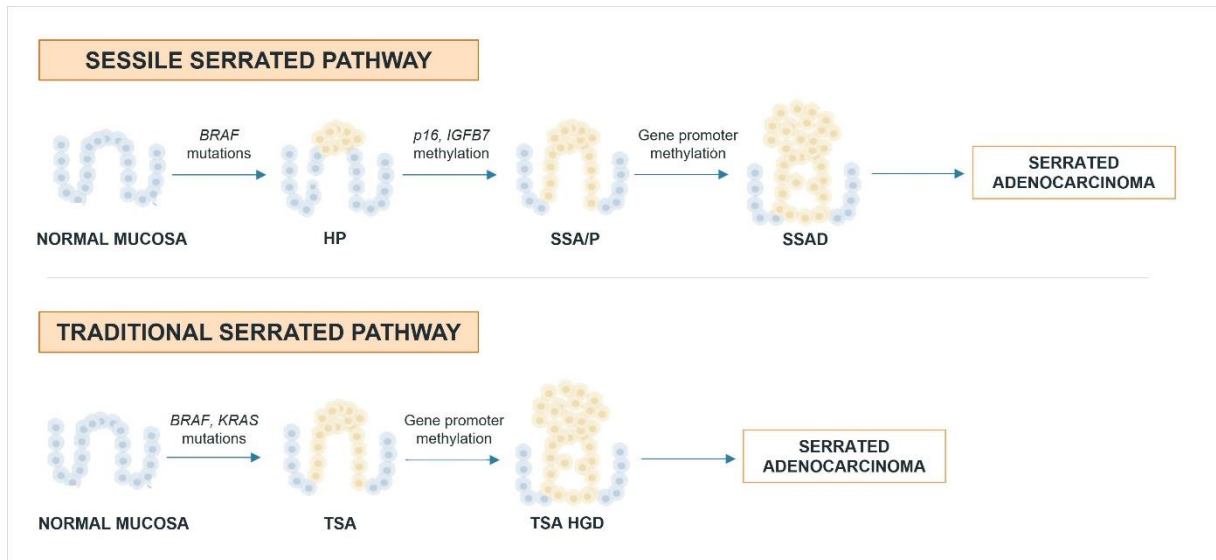 SESSILE SERRATED PATHWAY
BRAF
mutations
p16, IGFB7
methylation
Gene promoter
methylation
SERRATED
ADENOCARCINOMA
NORMAL MUCOSA
HP
SSA/P
SSAD
TRADITIONAL SERRATED PATHWAY
BRAF, KRAS
mutations
Gene promoter
methylation
SERRATED
ADENOCARCINOMA
NORMAL MUCOSA
TSA
TSA HGD